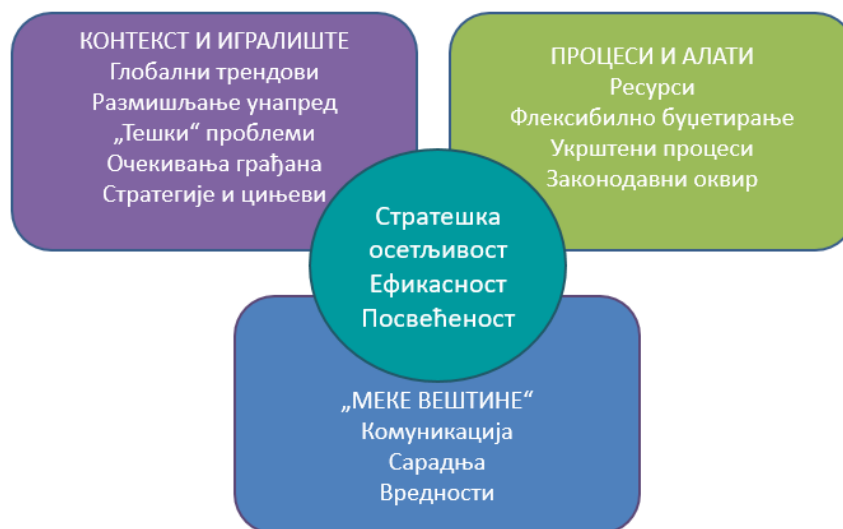 КОНТЕКСТ И ИГРАЛИШТЕ
Глобални трендови
Размишљање унапред
„Тешки“ проблеми
Очекивања грађана
Стратегије и цињеви
ПРОЦЕСИ И АЛАТИ
Ресурси
Флексибилно буџетирање
Укрштени процеси
Законодавни оквир
Стратешка
осетљивост
Ефикасност
Посвећеност
„МЕКЕ ВЕШТИНЕ“
Комуникација
Сарадња
Вредности